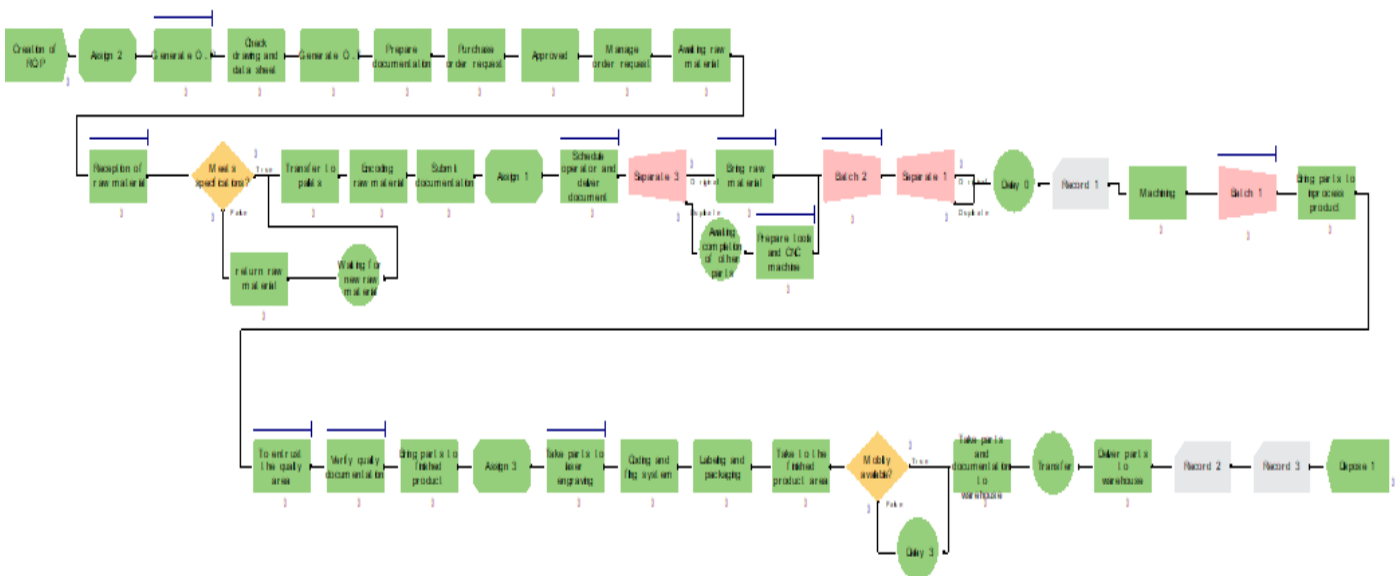 Creation of
ROP
Assign 2
Generate O..
Check
drawing and
data sheet
Generate O..
Prepare
documentation
Purchase
order request
Approved
Manage
order request
Awaiting raw
material
Reception of
raw material
Meets
specifications?
True
False
Transfer to
pallets
Encoding
raw material
Submit
documentation
Assign 1
Schedule
operator and
deliver
document
Separate 3
Original
Duplicate
Bring raw
material
Batch 2
Separate 1
Original
Duplicate
Delay 0
Record 1
Machining
Batch 1
Bring parts to
inprocess
product
Awaiting
completion
of other
parts
Prepare tools
and CNC
machine
return raw
material
Waiting for
new raw
material
To entrust
the quality
area
Verify quality
documentation
Bring parts to
finished
product
Assign 3
Take parts to
laser
engraving
Coding and
filing system
Labeling and
packaging
Take to the
finished
product area
Mobility
available?
True
False
Take parts
and
documentation
to
warehouse
Transfer
Deliver parts
to
warehouse
Record 2
Record 3
Dispose 1
Delay 3